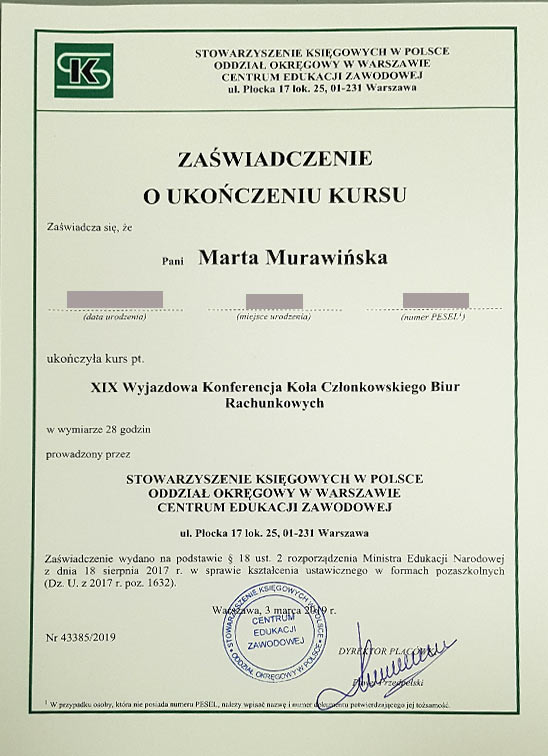 SKwP
STOWARZYSZENIE KSIĘGOWYCH W POLSCE
ODDZIAŁ OKRĘGOWY W WARSZAWIE
CENTRUM EDUKACJI ZAWODOWEJ
ul. Płocka 17 lok. 25, 01-231 Warszawa
ZAŚWIADCZENIE
O UKOŃCZENIU KURSU
Zaświadcza się, że
Pani Marta Murawińska
(data urodzenia) (miejsce urodzenia) (numer PESEL¹)
ukończyła kurs pt.
XIX Wyjazdowa Konferencja Koła Członkowskiego Biur
Rachunkowych
w wymiarze 28 godzin
prowadzony przez
STOWARZYSZENIE KSIĘGOWYCH W POLSCE
ODDZIAŁ OKRĘGOWY W WARSZAWIE
CENTRUM EDUKACJI ZAWODOWEJ
ul. Płocka 17 lok. 25, 01-231 Warszawa
Zaświadczenie wydano na podstawie § 18 ust. 2 rozporządzenia Ministra Edukacji Narodowej
z dnia 18 sierpnia 2017 r. w sprawie kształcenia ustawicznego w formach pozaszkolnych
(Dz. U. z 2017 r. poz. 1632).
Warszawa, 3 marca 2019 r.
STOWARZYSZENIE KSIĘGOWYCH W POLSCE
CENTRUM
EDUKACJI
ZAWODOWEJ
ODDZIAŁ OKRĘGOWY W POLSCE
Nr 43385/2019
DYREKTOR PLACÓWKI
¹ W przypadku osoby, która nie posiada numeru PESEL, należy wpisać nazwę i numer dokumentu potwierdzającego jej tożsamość.